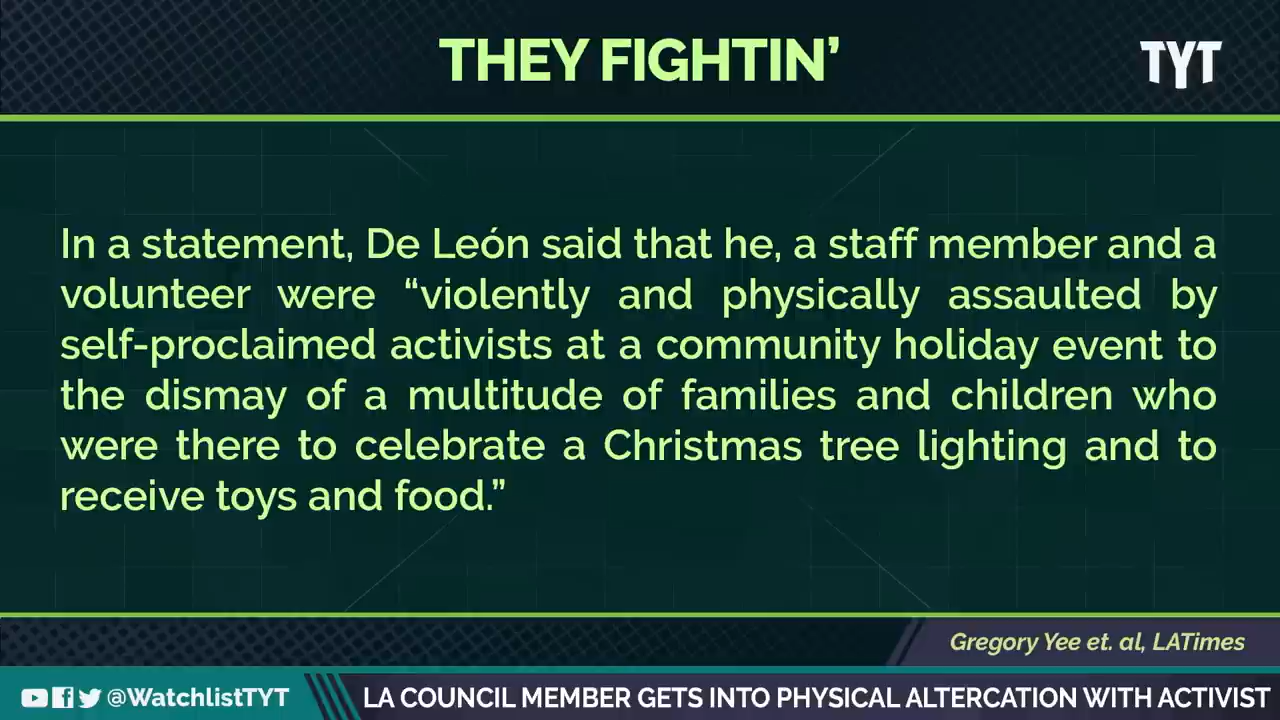 THEY FIGHTIN’
TYT
In a statement, De León said that he, a staff member and a
volunteer were “violently and physically assaulted by
self-proclaimed activists at a community holiday event to
the dismay of a multitude of families and children who
were there to celebrate a Christmas tree lighting and to
receive toys and food.”
Gregory Yee et. al, LATimes
@WatchlistTYT
LA COUNCIL MEMBER GETS INTO PHYSICAL ALTERCATION WITH ACTIVIST